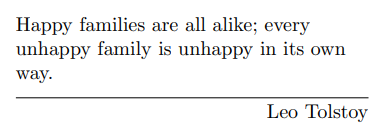 Happy families are all alike; every
unhappy family is unhappy in its own
way.
Leo Tolstoy